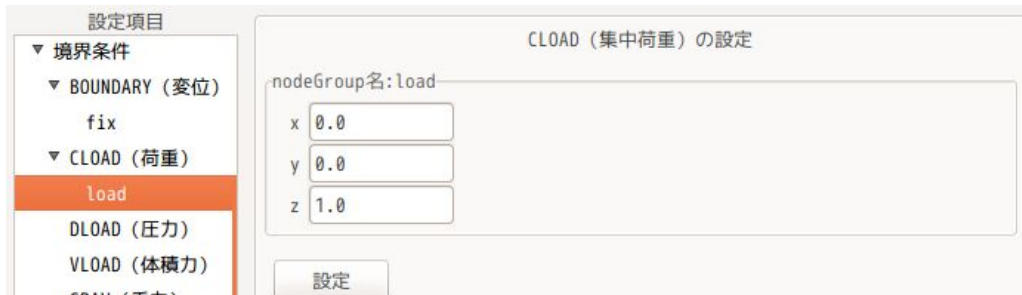 設定項目
▼ 境界条件
▼ BOUNDARY (変位)
fix
▼ CLOAD (荷重)
load
DLOAD (圧力)
VLOAD (体積力)
CLOAD (集中荷重) の設定
nodeGroup名:load
x 0.0
y 0.0
z 1.0
設定